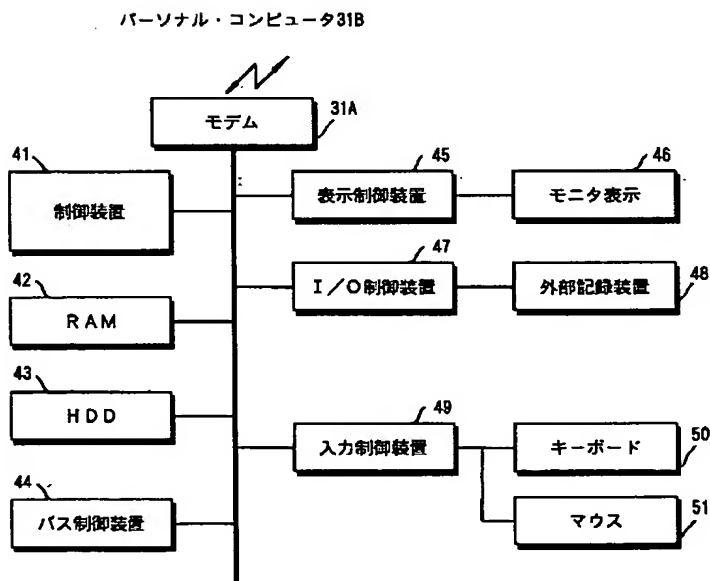 パーソナル・コンピュータ31B
モデム
31A
41
制御装置
45
表示制御装置
46
モニタ表示
47
I/O制御装置
外部記録装置
48
42
RAM
43
HDD
49
入力制御装置
キーボード
50
44
バス制御装置
マウス
51